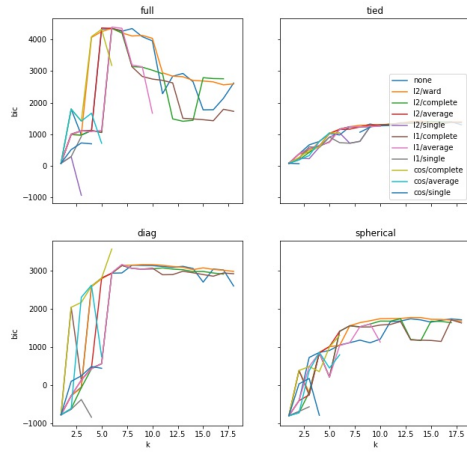 full
tied
bic
4000
3000
2000
1000
0
−1000
none
l2/ward
l2/complete
l2/average
l2/single
l1/complete
l1/average
l1/single
cos/complete
cos/average
cos/single
diag
spherical
bic
3000
2000
1000
0
−1000
2.5 5.0 7.5 10.0 12.5 15.0 17.5
k
2.5 5.0 7.5 10.0 12.5 15.0 17.5
k